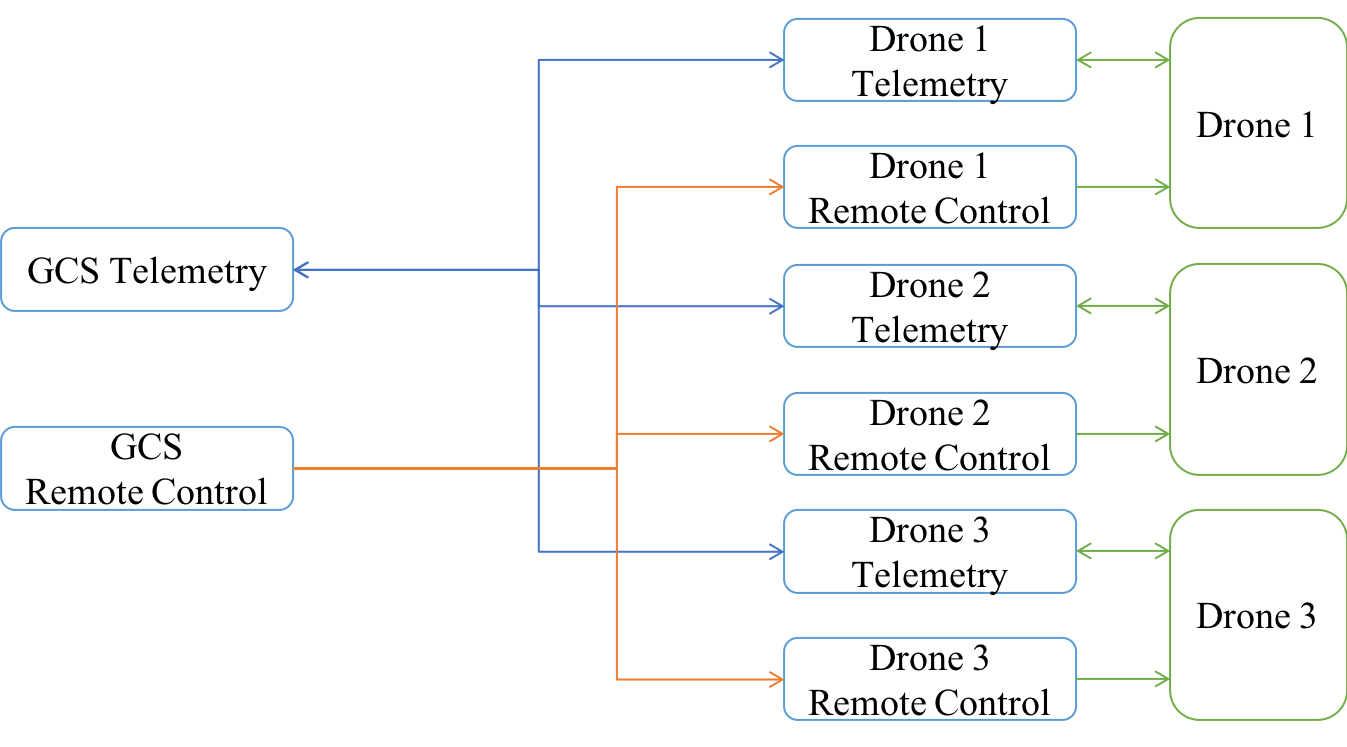 Drone 1
Telemetry
Drone 1
Remote Control
Drone 1
GCS Telemetry
Drone 2
Telemetry
Drone 2
Remote Control
Drone 2
GCS
Remote Control
Drone 3
Telemetry
Drone 3
Remote Control
Drone 3